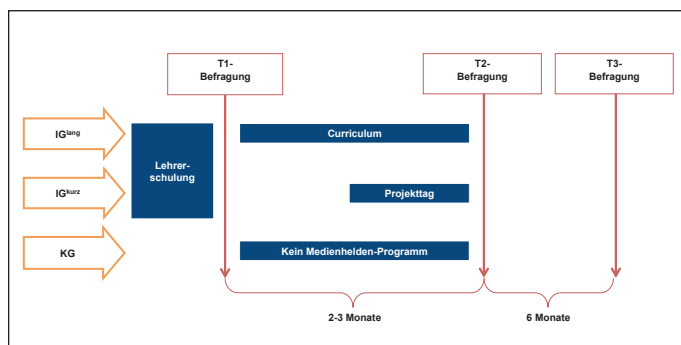 T1-
Befragung
T2-
Befragung
T3-
Befragung
IGlang
Lehrer-
schulung
Curriculum
IGkurz
Projekttag
KG
Kein Medienhelden-Programm
2-3 Monate
6 Monate